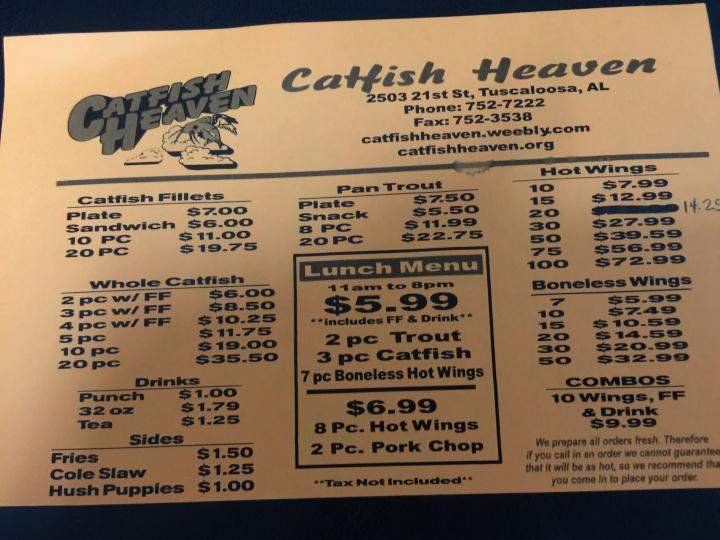 CATFISH
HEAVEN
Catfish Heaven
2503 21st St, Tuscaloosa, AL
Phone: 752-7222
Fax: 752-3538
catfishheaven.weebly.com
catfishheaven.org
Catfish Fillets
Plate $7.00
Sandwich $6.00
10 PC $11.00
20 PC $19.75
Whole Catfish
2 pc w/ FF $6.00
3 pc w/ FF $8.50
4 pc w/ FF $10.25
5 pc $11.75
10 pc $19.00
20 pc $35.50
Drinks
Punch $1.00
32 oz $1.79
Tea $1.25
Sides
Fries $1.50
Cole Slaw $1.25
Hush Puppies $1.00
Pan Trout
Plate $7.50
Snack $5.50
8 PC $11.99
20 PC $22.75
Lunch Menu
11am to 8pm
$5.99
**includes FF & Drink**
2 pc Trout
3 pc Catfish
7 pc Boneless Hot Wings
$6.99
8 Pc. Hot Wings
2 Pc. Pork Chop
**Tax Not Included**
Hot Wings
10 $7.99
15 $12.99
20 14.25
30 $27.99
50 $39.59
75 $56.99
100 $72.99
Boneless Wings
7 $5.99
10 $7.49
15 $10.59
20 $14.59
30 $20.99
50 $32.99
COMBOS
10 Wings, FF
& Drink
$9.99
We prepare all orders fresh. Therefore
if you call in an order we cannot guarantee
that it will be as hot, so we recommend tha
you come in to place your order.